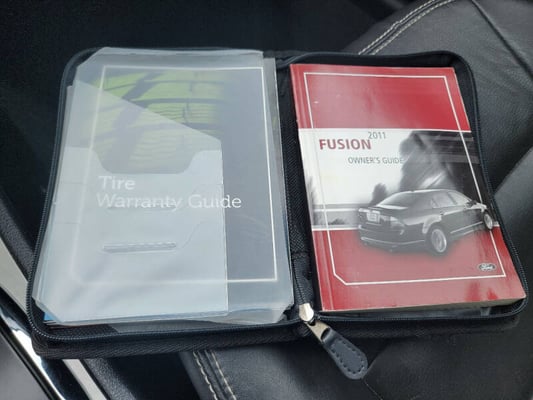 Tire
Warranty Guide
2011
FUSION
OWNER'S GUIDE
Ford